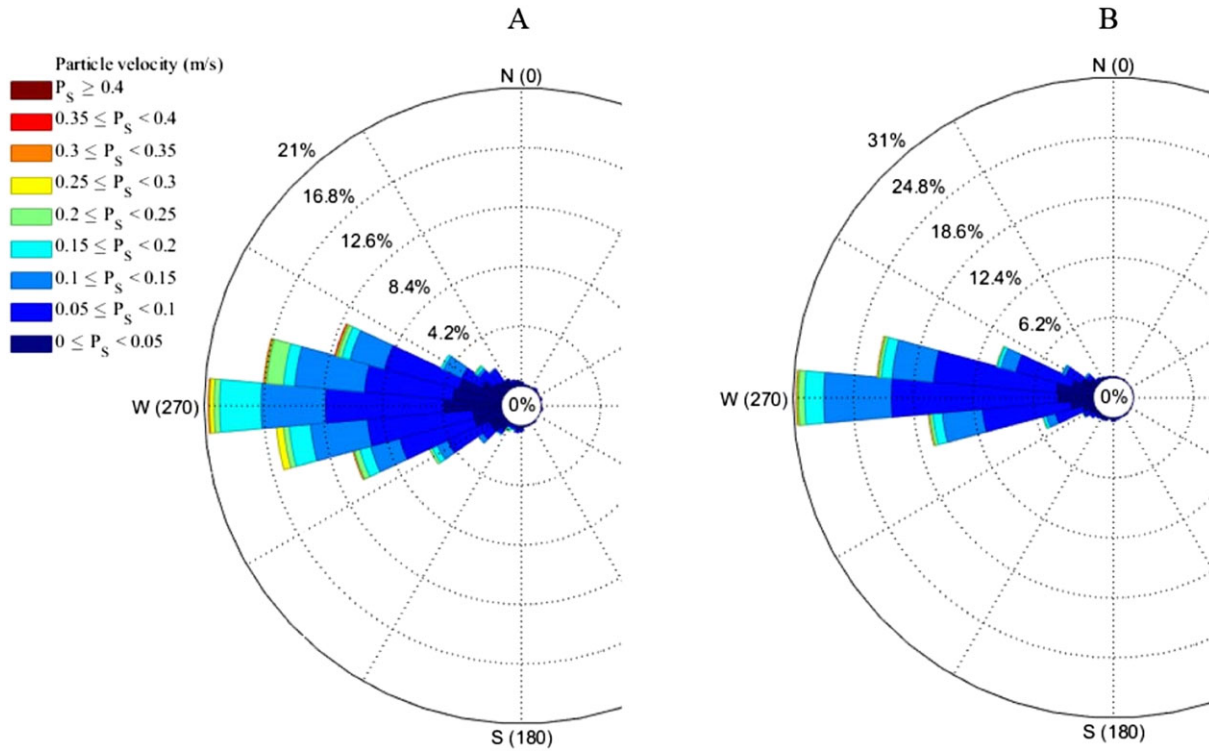 A
B
Particle velocity (m/s)
P_S ≥ 0.4
0.35 ≤ P_S < 0.4
0.3 ≤ P_S < 0.35
0.25 ≤ P_S < 0.3
0.2 ≤ P_S < 0.25
0.15 ≤ P_S < 0.2
0.1 ≤ P_S < 0.15
0.05 ≤ P_S < 0.1
0 ≤ P_S < 0.05
N (0)
21%
16.8%
12.6%
8.4%
4.2%
0%
W (270)
S (180)
N (0)
31%
24.8%
18.6%
12.4%
6.2%
0%
W (270)
S (180)